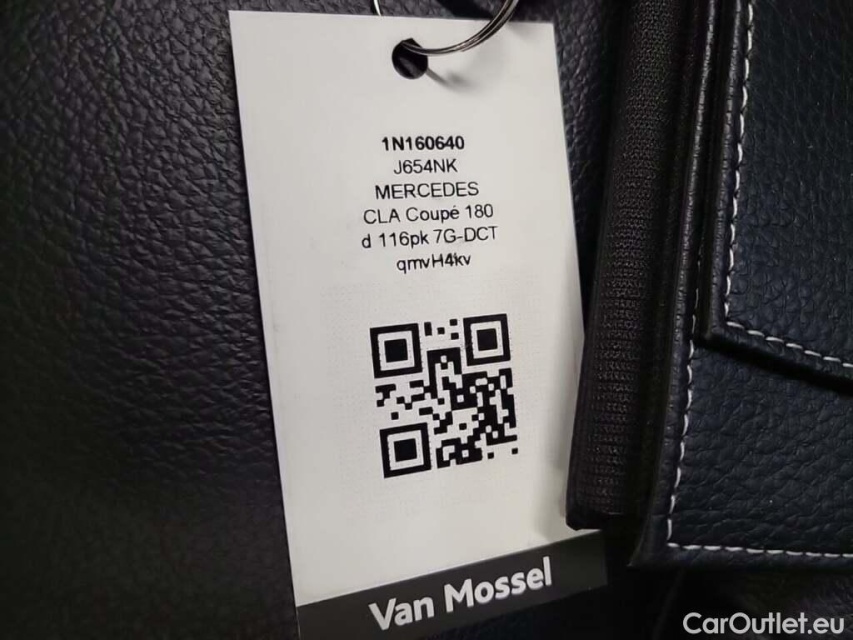 1N160640
J654NK
MERCEDES
CLA Coupé 180
d 116pk 7G-DCT
qmvH4kv
Van Mossel
CarOutlet.eu